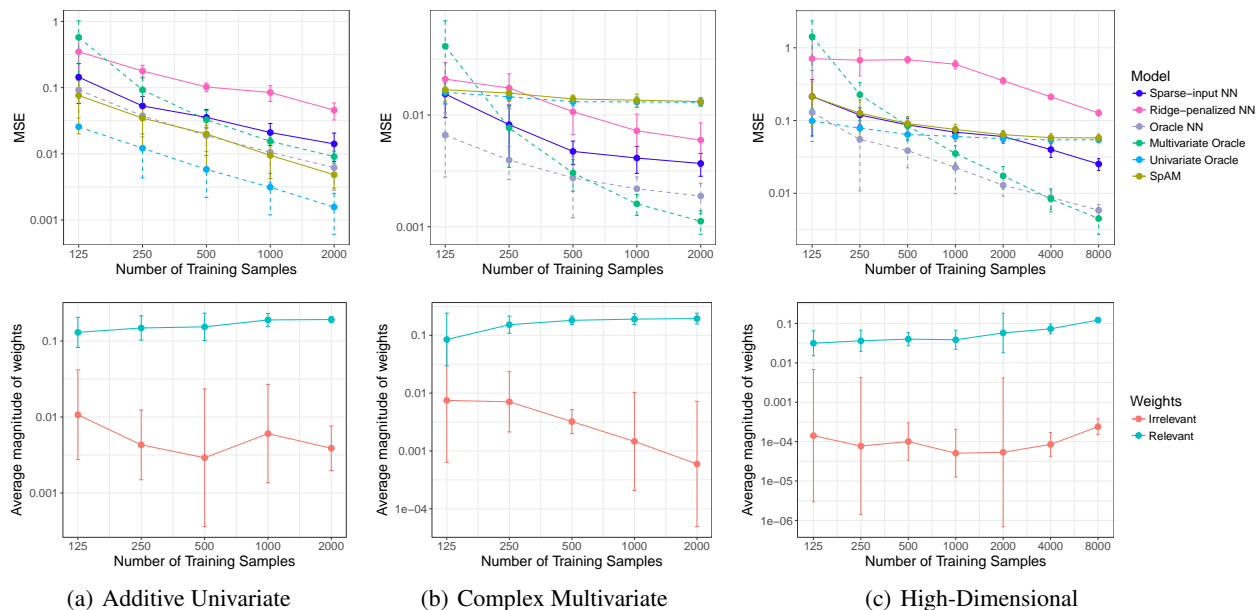 1
0.1
0.01
0.001
MSE
125 250 500 1000 2000
Number of Training Samples
0.01
0.001
MSE
125 250 500 1000 2000
Number of Training Samples
1
0.1
0.01
MSE
125 250 500 1000 2000 4000 8000
Number of Training Samples
Model
Sparse−input NN
Ridge−penalized NN
Oracle NN
Multivariate Oracle
Univariate Oracle
SpAM
0.1
0.01
0.001
Average magnitude of weights
125 250 500 1000 2000
Number of Training Samples
0.1
0.01
0.001
1e−04
Average magnitude of weights
125 250 500 1000 2000
Number of Training Samples
0.1
0.01
0.001
1e−04
1e−05
1e−06
Average magnitude of weights
125 250 500 1000 2000 4000 8000
Number of Training Samples
Weights
Irrelevant
Relevant
(a) Additive Univariate
(b) Complex Multivariate
(c) High-Dimensional